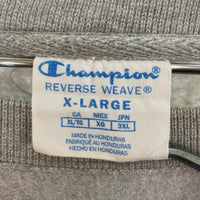 Champion
REVERSE WEAVE®
X-LARGE
CA MEX JPN
XL/TG XG 3XL
MADE IN HONDURAS
FABRIQUÉ AU HONDURAS
HECHO EN HONDURAS